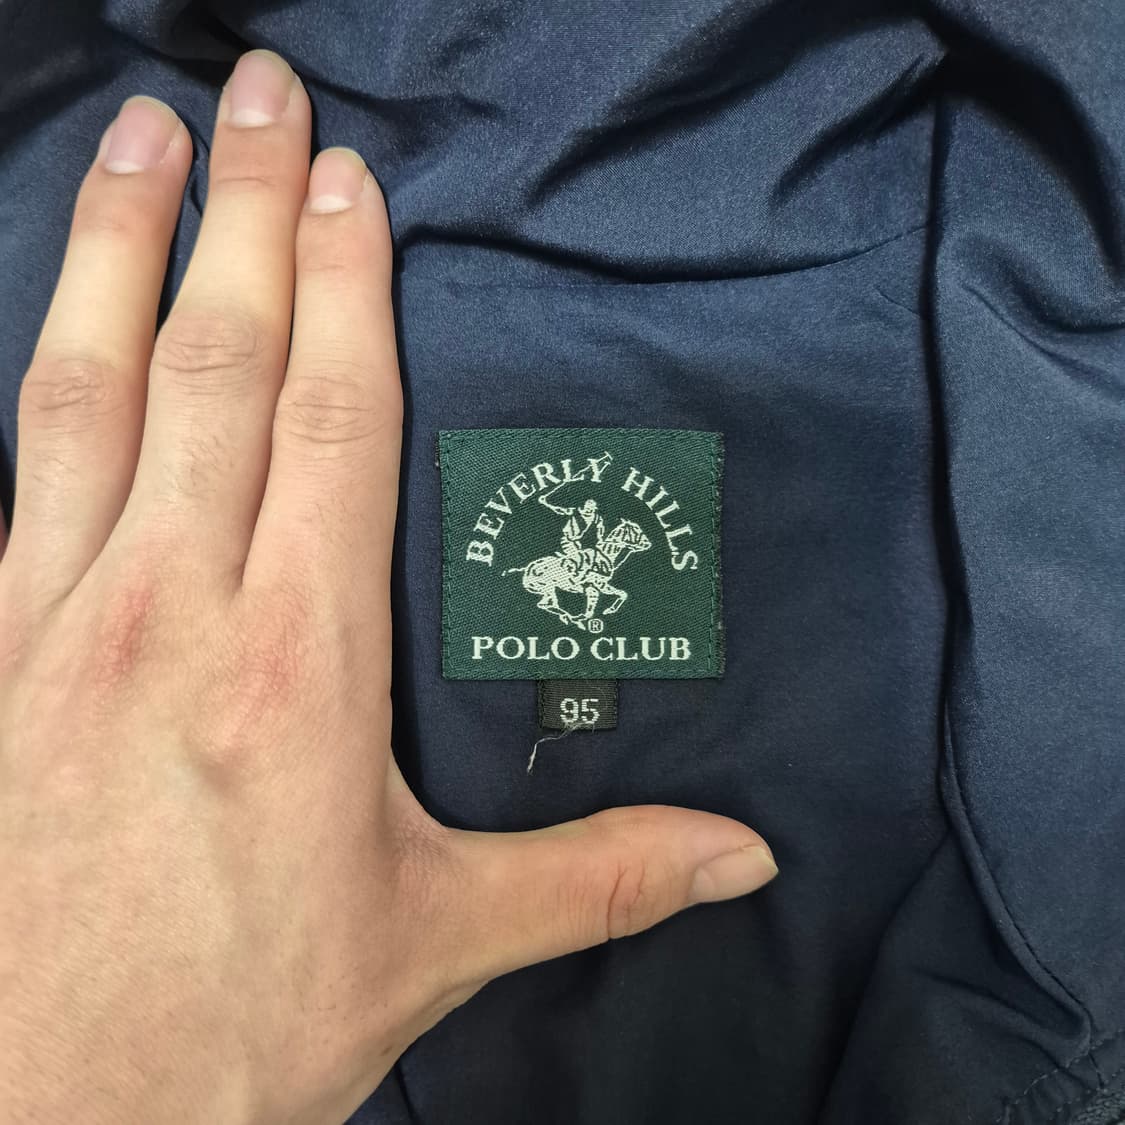 BEVERLY HILLS
®
POLO CLUB
95